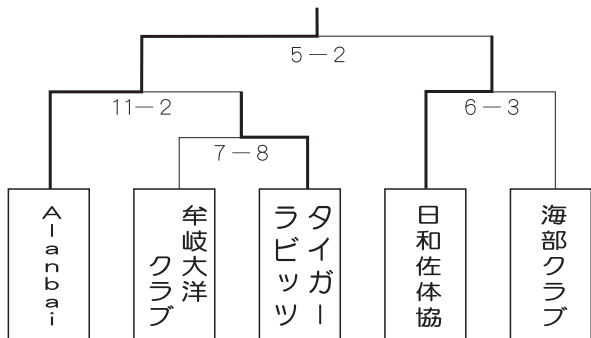 5－2
11－2
6－3
7－8
Alanbai
牟岐大洋
クラブ
タイガー
ラビッツ
日和佐体協
海部クラブ